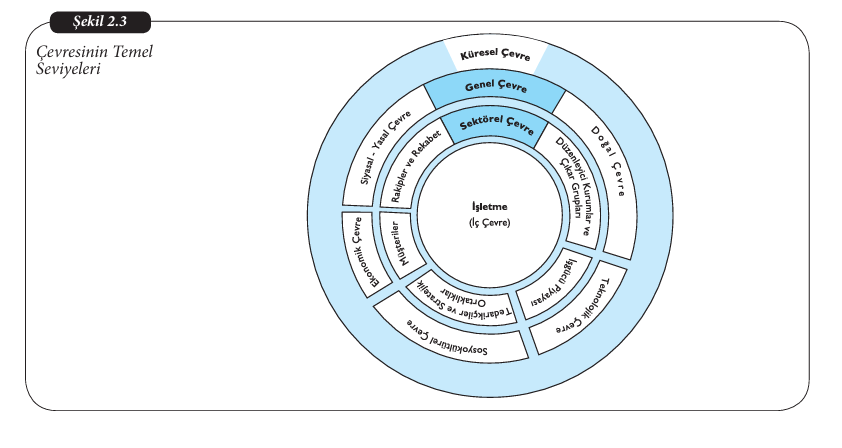 Şekil 2.3
Çevresinin Temel
Seviyeleri
Küresel Çevre
Genel Çevre
Sektörel Çevre
Siyasal - Yasal Çevre
Rakipler ve Rekabet
Düzenleyici Kurumlar ve
Çıkar Grupları
Doğal Çevre
İşletme
(İç Çevre)
Ekonomik Çevre
Müşteriler
İşgücü Piyayası
Teknolojik Çevre
Tedarikçiler ve Stratejik
Ortaklıklar
Sosyokültürel Çevre